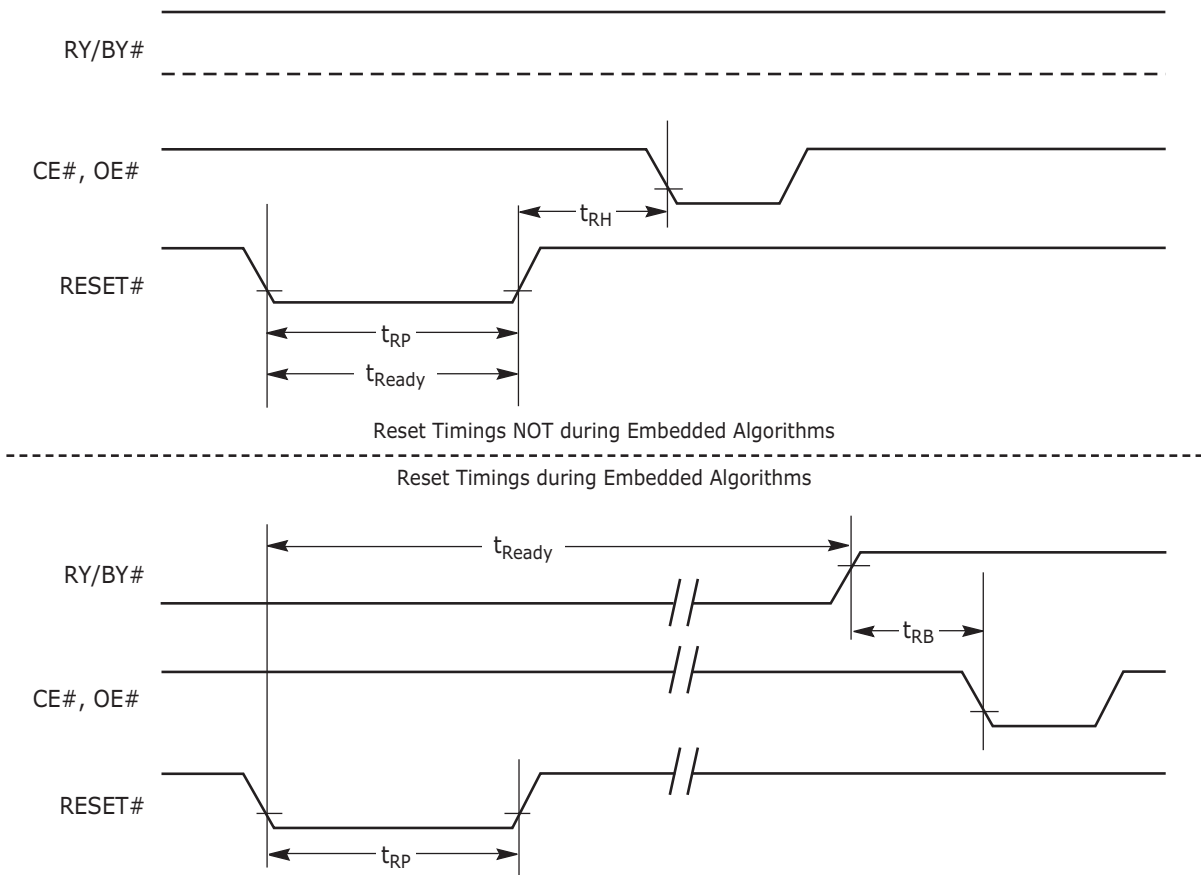 RY/BY#
CE#, OE#
tRH
RESET#
tRP
tReady
Reset Timings NOT during Embedded Algorithms
Reset Timings during Embedded Algorithms
tReady
RY/BY#
tRB
CE#, OE#
RESET#
tRP